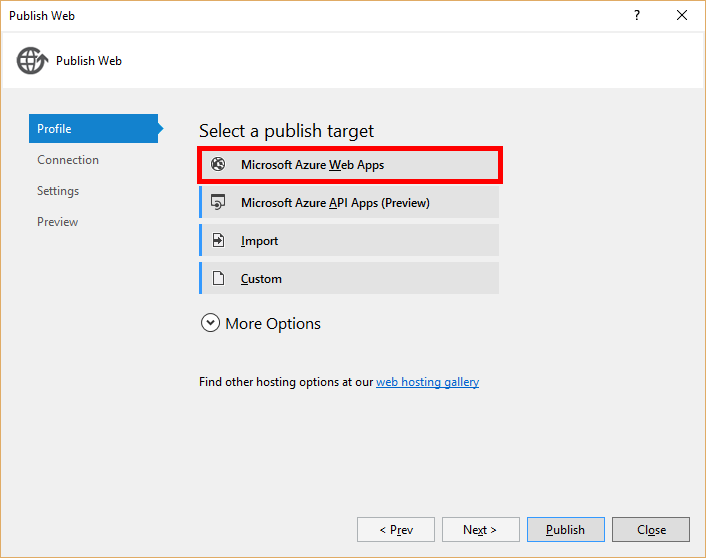 Publish Web
?
Publish Web
Profile
Connection
Settings
Preview
Select a publish target
Microsoft Azure Web Apps
Microsoft Azure API Apps (Preview)
Import
Custom
More Options
Find other hosting options at our web hosting gallery
< Prev
Next >
Publish
Close